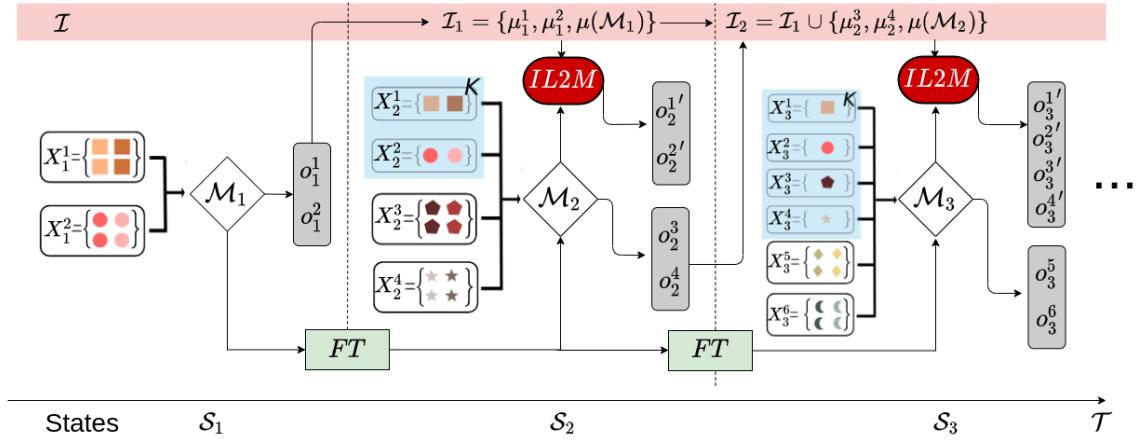 𝓘 𝓘₁ = {μ₁¹, μ₁², μ(𝓜₁)} 𝓘₂ = 𝓘₁ ∪ {μ₂³, μ₂⁴, μ(𝓜₂)}
IL2M IL2M
K K
X₁¹={ } X₁²={ }
𝓜₁
o₁¹
o₁²
X₂¹={ }
X₂²={ }
X₂³={ }
X₂⁴={ }
𝓜₂
o₂¹′
o₂²′
o₂³
o₂⁴
X₃¹={ }
X₃²={ }
X₃³={ }
X₃⁴={ }
X₃⁵={ }
X₃⁶={ }
𝓜₃
o₃¹′
o₃²′
o₃³′
o₃⁴′
o₃⁵
o₃⁶
...
FT FT
States 𝓢₁ 𝓢₂ 𝓢₃ 𝓣